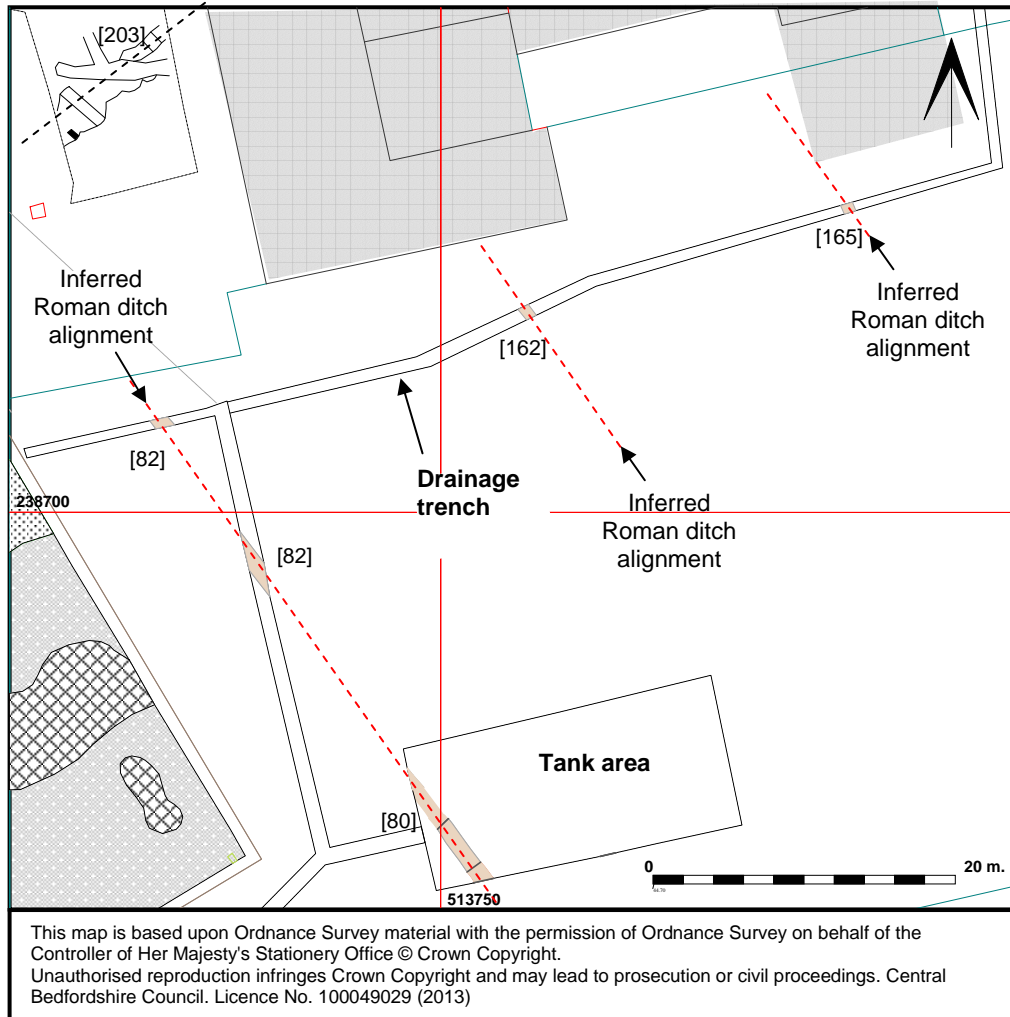 [203]
[165]
Inferred
Roman ditch
alignment
Inferred
Roman ditch
alignment
[162]
[82]
Drainage
trench
238700
Inferred
Roman ditch
alignment
[82]
Tank area
[80]
0
20 m.
513750
This map is based upon Ordnance Survey material with the permission of Ordnance Survey on behalf of the
Controller of Her Majesty's Stationery Office © Crown Copyright.
Unauthorised reproduction infringes Crown Copyright and may lead to prosecution or civil proceedings. Central
Bedfordshire Council. Licence No. 100049029 (2013)